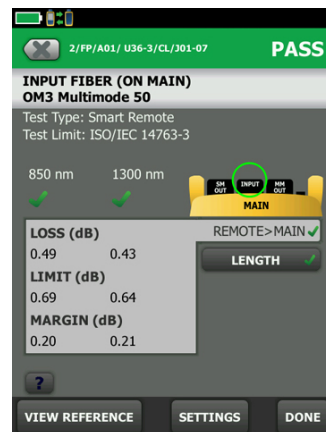 2/FP/A01/ U36-3/CL/J01-07
PASS
INPUT FIBER (ON MAIN)
OM3 Multimode 50
Test Type: Smart Remote
Test Limit: ISO/IEC 14763-3
850 nm 1300 nm
SM OUT INPUT MM OUT
MAIN
LOSS (dB)
0.49 0.43
LIMIT (dB)
0.69 0.64
MARGIN (dB)
0.20 0.21
REMOTE>MAIN
LENGTH
?
VIEW REFERENCE SETTINGS DONE